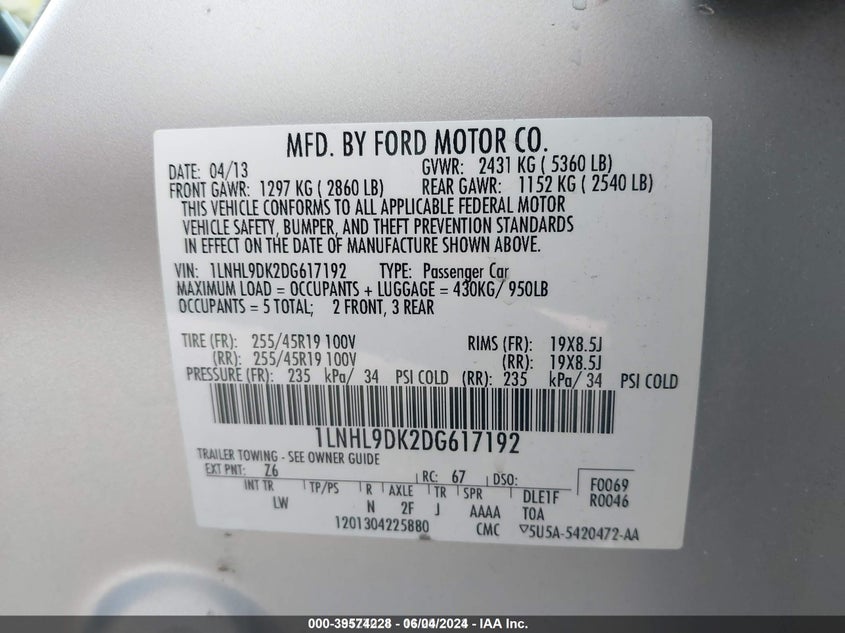 MFD. BY FORD MOTOR CO.
DATE: 04/13 GVWR: 2431 KG ( 5360 LB)
FRONT GAWR: 1297 KG ( 2860 LB) REAR GAWR: 1152 KG ( 2540 LB)
THIS VEHICLE CONFORMS TO ALL APPLICABLE FEDERAL MOTOR
VEHICLE SAFETY, BUMPER, AND THEFT PREVENTION STANDARDS
IN EFFECT ON THE DATE OF MANUFACTURE SHOWN ABOVE.
VIN: 1LNHL9DK2DG617192 TYPE: Passenger Car
MAXIMUM LOAD = OCCUPANTS + LUGGAGE = 430KG/ 950LB
OCCUPANTS = 5 TOTAL; 2 FRONT, 3 REAR
TIRE (FR): 255/45R19 100V RIMS (FR): 19X8.5J
(RR): 255/45R19 100V (RR): 19X8.5J
PRESSURE (FR): 235 kPa/ 34 PSI COLD (RR): 235 kPa/ 34 PSI COLD
1LNHL9DK2DG617192
TRAILER TOWING - SEE OWNER GUIDE
EXT PNT: Z6 RC: 67 DSO: F0069
INT TR TP/PS R AXLE TR SPR DLE1F R0046
LW N 2F J AAAA T0A
1201304225880 CMC ▽5U5A-5420472-AA
000-39574228 - 06/04/2024 - IAA Inc.